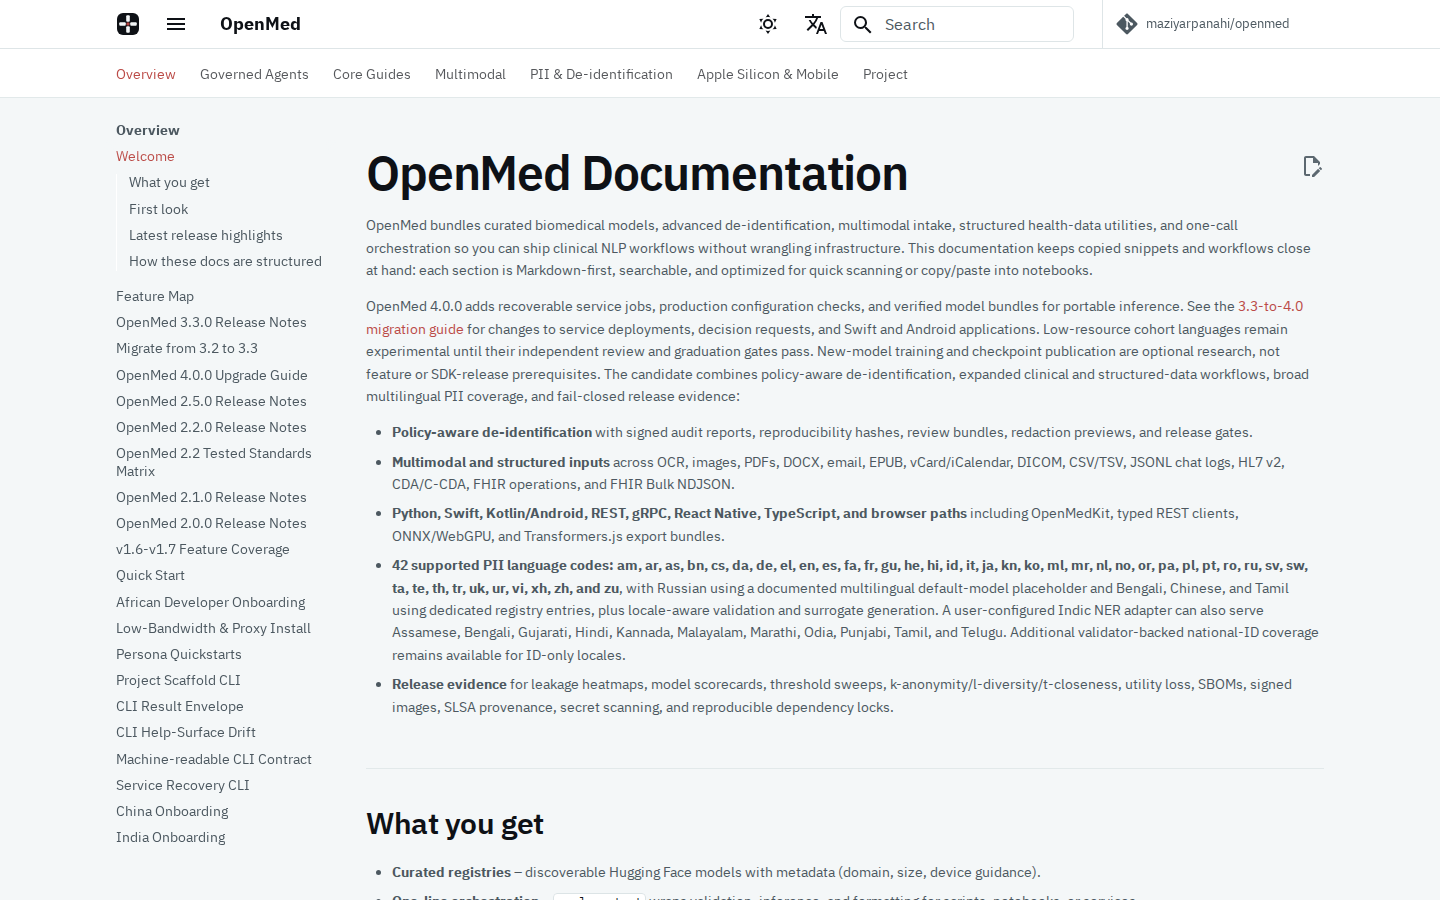 OpenMed
Search
maziyarpanahi/openmed
Overview
Governed Agents
Core Guides
Multimodal
PII & De-identification
Apple Silicon & Mobile
Project
Overview
Welcome
What you get
First look
Latest release highlights
How these docs are structured
Feature Map
OpenMed 3.3.0 Release Notes
Migrate from 3.2 to 3.3
OpenMed 4.0.0 Upgrade Guide
OpenMed 2.5.0 Release Notes
OpenMed 2.2.0 Release Notes
OpenMed 2.2 Tested Standards
Matrix
OpenMed 2.1.0 Release Notes
OpenMed 2.0.0 Release Notes
v1.6-v1.7 Feature Coverage
Quick Start
African Developer Onboarding
Low-Bandwidth & Proxy Install
Persona Quickstarts
Project Scaffold CLI
CLI Result Envelope
CLI Help-Surface Drift
Machine-readable CLI Contract
Service Recovery CLI
China Onboarding
India Onboarding
OpenMed Documentation
OpenMed bundles curated biomedical models, advanced de-identification, multimodal intake, structured health-data utilities, and one-call
orchestration so you can ship clinical NLP workflows without wrangling infrastructure. This documentation keeps copied snippets and workflows close
at hand: each section is Markdown-first, searchable, and optimized for quick scanning or copy/paste into notebooks.
OpenMed 4.0.0 adds recoverable service jobs, production configuration checks, and verified model bundles for portable inference. See the 3.3-to-4.0
migration guide for changes to service deployments, decision requests, and Swift and Android applications. Low-resource cohort languages remain
experimental until their independent review and graduation gates pass. New-model training and checkpoint publication are optional research, not
feature or SDK-release prerequisites. The candidate combines policy-aware de-identification, expanded clinical and structured-data workflows, broad
multilingual PII coverage, and fail-closed release evidence:
• Policy-aware de-identification with signed audit reports, reproducibility hashes, review bundles, redaction previews, and release gates.
• Multimodal and structured inputs across OCR, images, PDFs, DOCX, email, EPUB, vCard/iCalendar, DICOM, CSV/TSV, JSONL chat logs, HL7 v2,
CDA/C-CDA, FHIR operations, and FHIR Bulk NDJSON.
• Python, Swift, Kotlin/Android, REST, gRPC, React Native, TypeScript, and browser paths including OpenMedKit, typed REST clients,
ONNX/WebGPU, and Transformers.js export bundles.
• 42 supported PII language codes: am, ar, as, bn, cs, da, de, el, en, es, fa, fr, gu, he, hi, id, it, ja, kn, ko, ml, mr, nl, no, or, pa, pl, pt, ro, ru, sv, sw,
ta, te, th, tr, uk, ur, vi, xh, zh, and zu, with Russian using a documented multilingual default-model placeholder and Bengali, Chinese, and Tamil
using dedicated registry entries, plus locale-aware validation and surrogate generation. A user-configured Indic NER adapter can also serve
Assamese, Bengali, Gujarati, Hindi, Kannada, Malayalam, Marathi, Odia, Punjabi, Tamil, and Telugu. Additional validator-backed national-ID coverage
remains available for ID-only locales.
• Release evidence for leakage heatmaps, model scorecards, threshold sweeps, k-anonymity/l-diversity/t-closeness, utility loss, SBOMs, signed
images, SLSA provenance, secret scanning, and reproducible dependency locks.
What you get
• Curated registries – discoverable Hugging Face models with metadata (domain, size, device guidance).